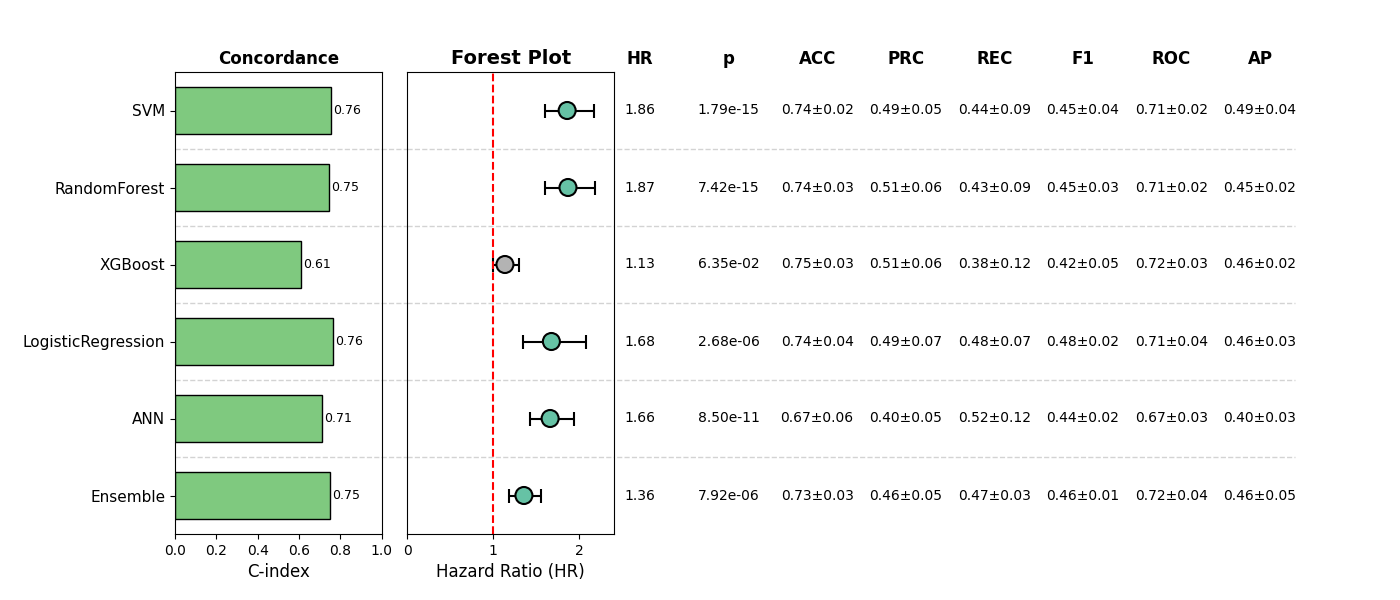 Concordance Forest Plot HR p ACC PRC REC F1 ROC AP
SVM 0.76 1.86 1.79e-15 0.74±0.02 0.49±0.05 0.44±0.09 0.45±0.04 0.71±0.02 0.49±0.04
RandomForest 0.75 1.87 7.42e-15 0.74±0.03 0.51±0.06 0.43±0.09 0.45±0.03 0.71±0.02 0.45±0.02
XGBoost 0.61 1.13 6.35e-02 0.75±0.03 0.51±0.06 0.38±0.12 0.42±0.05 0.72±0.03 0.46±0.02
LogisticRegression 0.76 1.68 2.68e-06 0.74±0.04 0.49±0.07 0.48±0.07 0.48±0.02 0.71±0.04 0.46±0.03
ANN 0.71 1.66 8.50e-11 0.67±0.06 0.40±0.05 0.52±0.12 0.44±0.02 0.67±0.03 0.40±0.03
Ensemble 0.75 1.36 7.92e-06 0.73±0.03 0.46±0.05 0.47±0.03 0.46±0.01 0.72±0.04 0.46±0.05
0.0 0.2 0.4 0.6 0.8 1.0 0 1 2
C-index Hazard Ratio (HR)